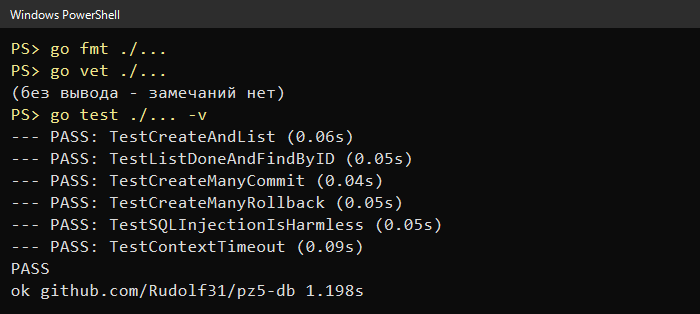 Windows PowerShell
PS> go fmt ./...
PS> go vet ./...
(без вывода - замечаний нет)
PS> go test ./... -v
--- PASS: TestCreateAndList (0.06s)
--- PASS: TestListDoneAndFindByID (0.05s)
--- PASS: TestCreateManyCommit (0.04s)
--- PASS: TestCreateManyRollback (0.05s)
--- PASS: TestSQLInjectionIsHarmless (0.05s)
--- PASS: TestContextTimeout (0.09s)
PASS
ok github.com/Rudolf31/pz5-db 1.198s